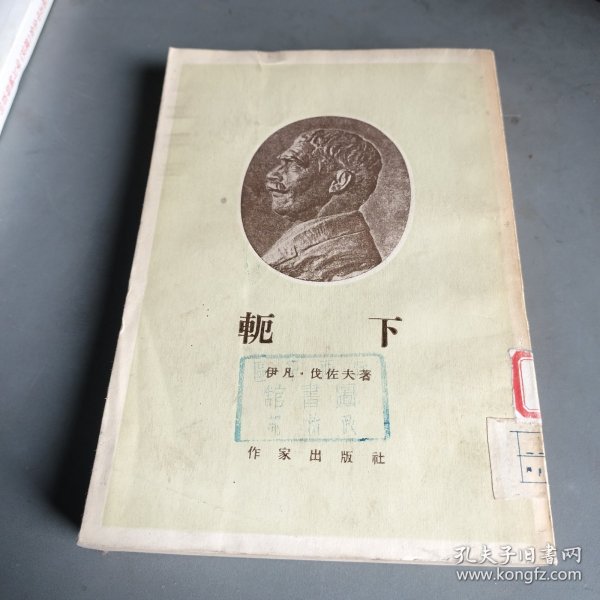 軛 下
伊凡·伐佐夫著
作家出版社
孔夫子旧书网
www.kongfz.com